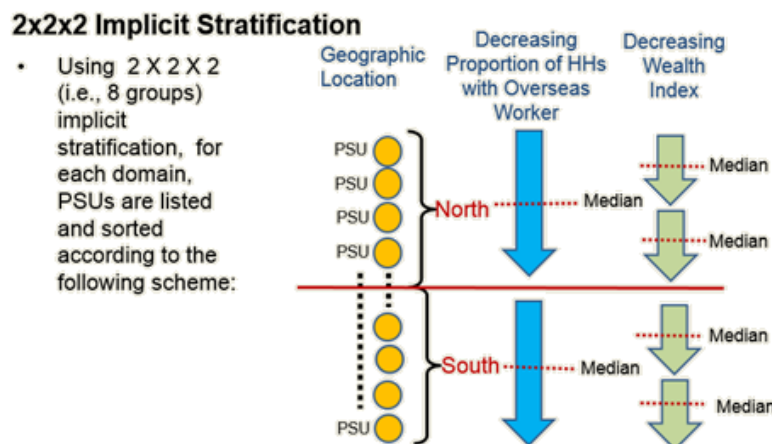 2x2x2 Implicit Stratification
• Using 2 X 2 X 2
(i.e., 8 groups)
implicit
stratification, for
each domain,
PSUs are listed
and sorted
according to the
following scheme:
Geographic
Location
Decreasing
Proportion of HHs
with Overseas
Worker
Decreasing
Wealth
Index
PSU
PSU
PSU
PSU
North
Median
Median
Median
PSU
South
Median
Median
Median